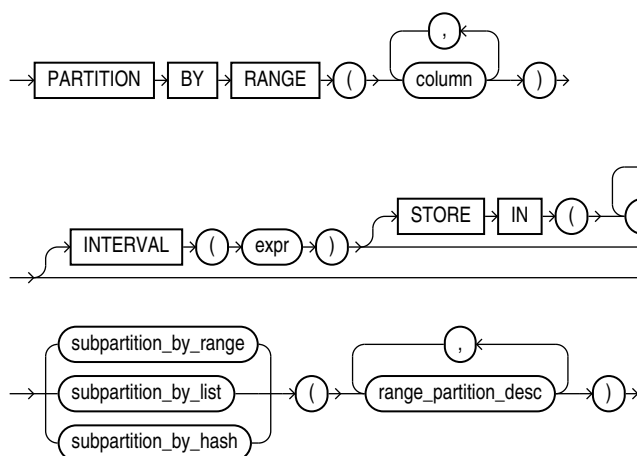 ,
PARTITION BY RANGE ( column )
STORE IN (
INTERVAL ( expr )
subpartition_by_range
,
subpartition_by_list ( range_partition_desc )
subpartition_by_hash